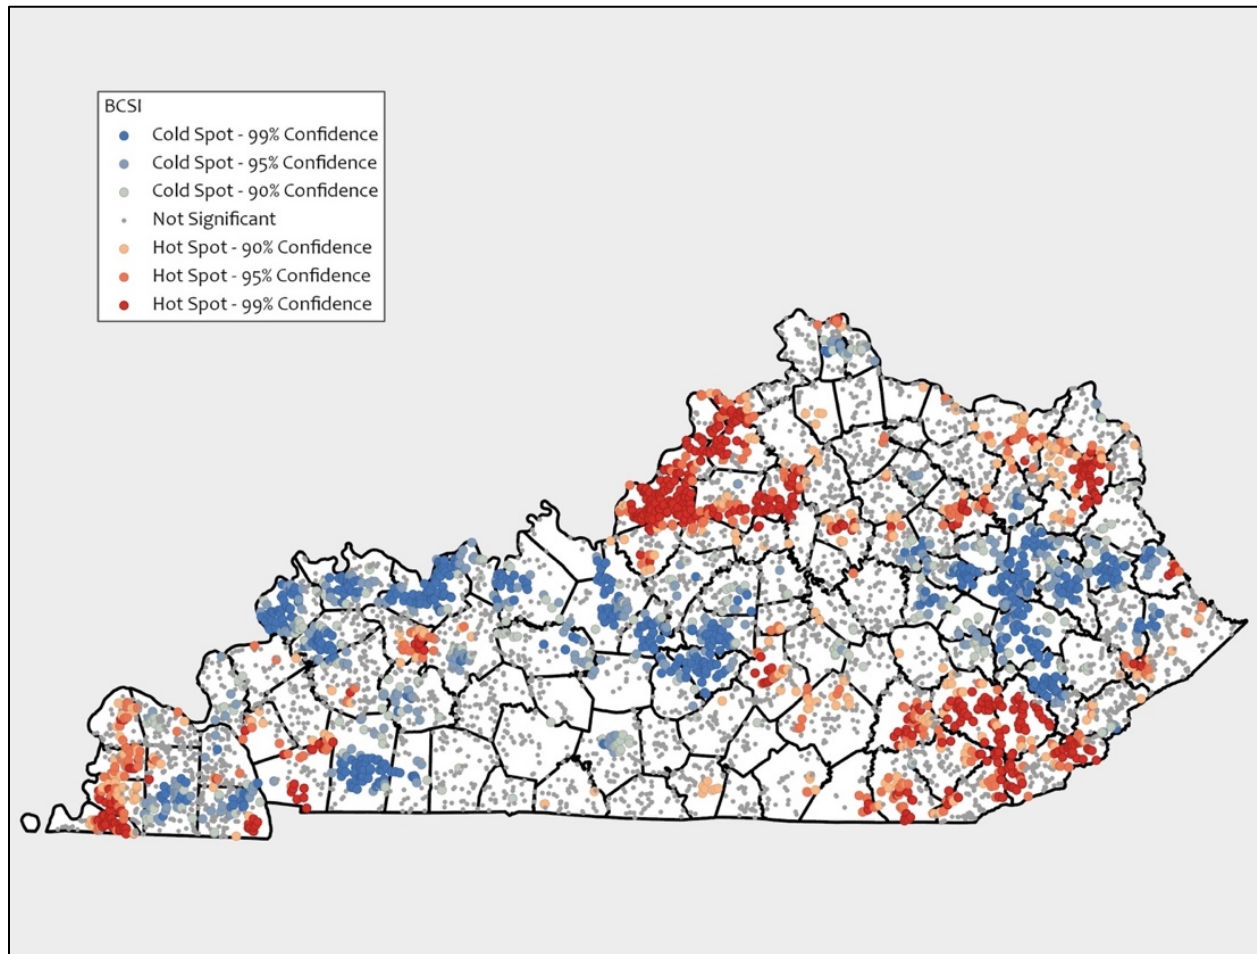 BCSI
Cold Spot - 99% Confidence
Cold Spot - 95% Confidence
Cold Spot - 90% Confidence
Not Significant
Hot Spot - 90% Confidence
Hot Spot - 95% Confidence
Hot Spot - 99% Confidence